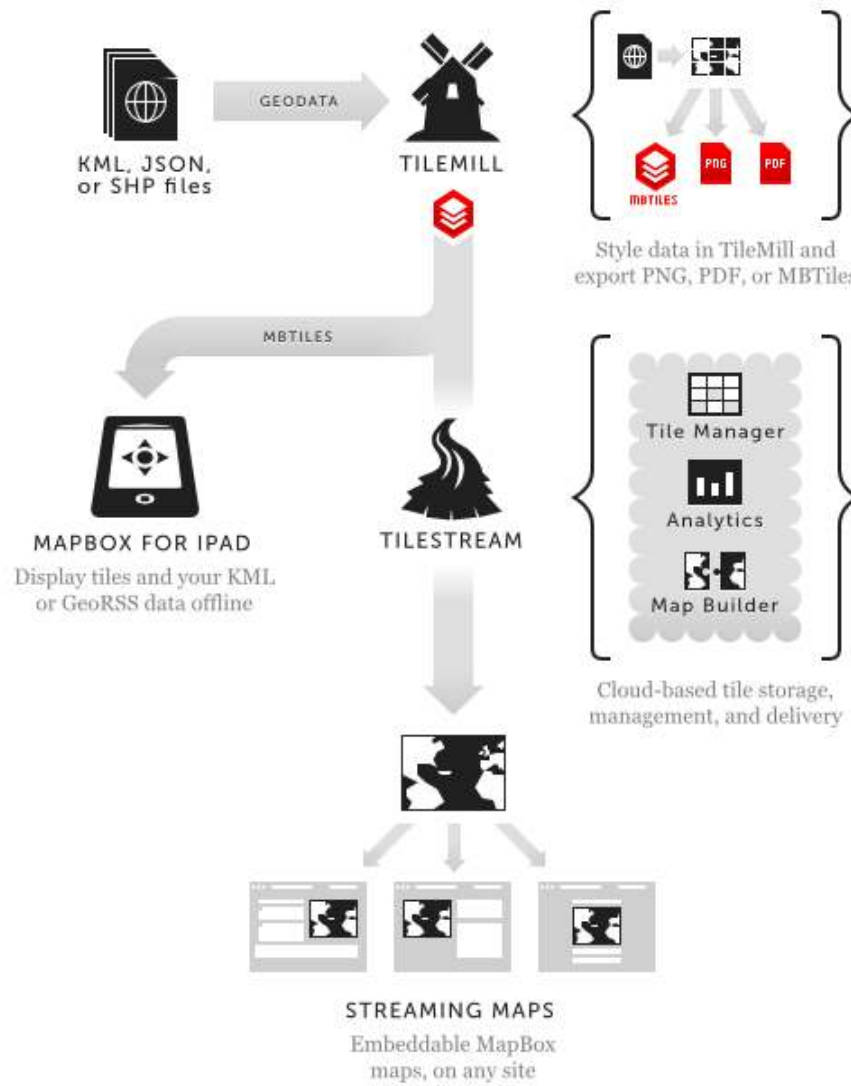 GEODATA
KML, JSON,
or SHP files
TILEMILL
MBTILES
PNG
PDF
Style data in TileMill and
export PNG, PDF, or MBTiles
MBTILES
MAPBOX FOR IPAD
Display tiles and your KML
or GeoRSS data offline
TILESTREAM
Tile Manager
Analytics
Map Builder
Cloud-based tile storage,
management, and delivery
STREAMING MAPS
Embeddable MapBox
maps, on any site